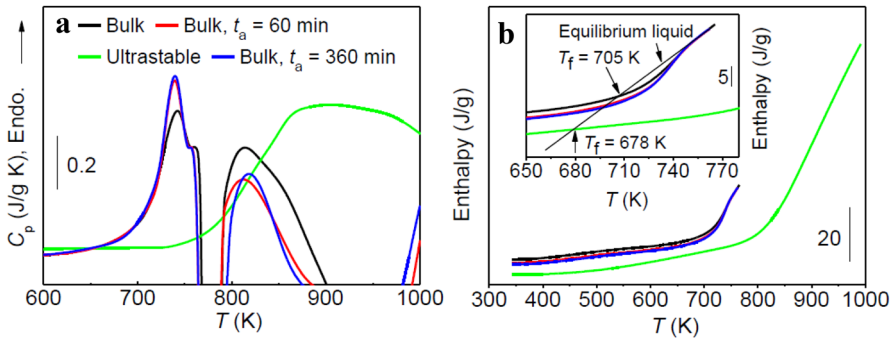 a
Bulk
Bulk, tₐ = 60 min
Ultrastable
Bulk, tₐ = 360 min
0.2
Cₚ (J/g K), Endo.
600 700 800 900 1000
T (K)
b
Equilibrium liquid
T_f = 705 K
5
T_f = 678 K
Enthalpy (J/g)
650 680 710 740 770
T (K)
Enthalpy (J/g)
20
300 400 500 600 700 800 900 1000
T (K)